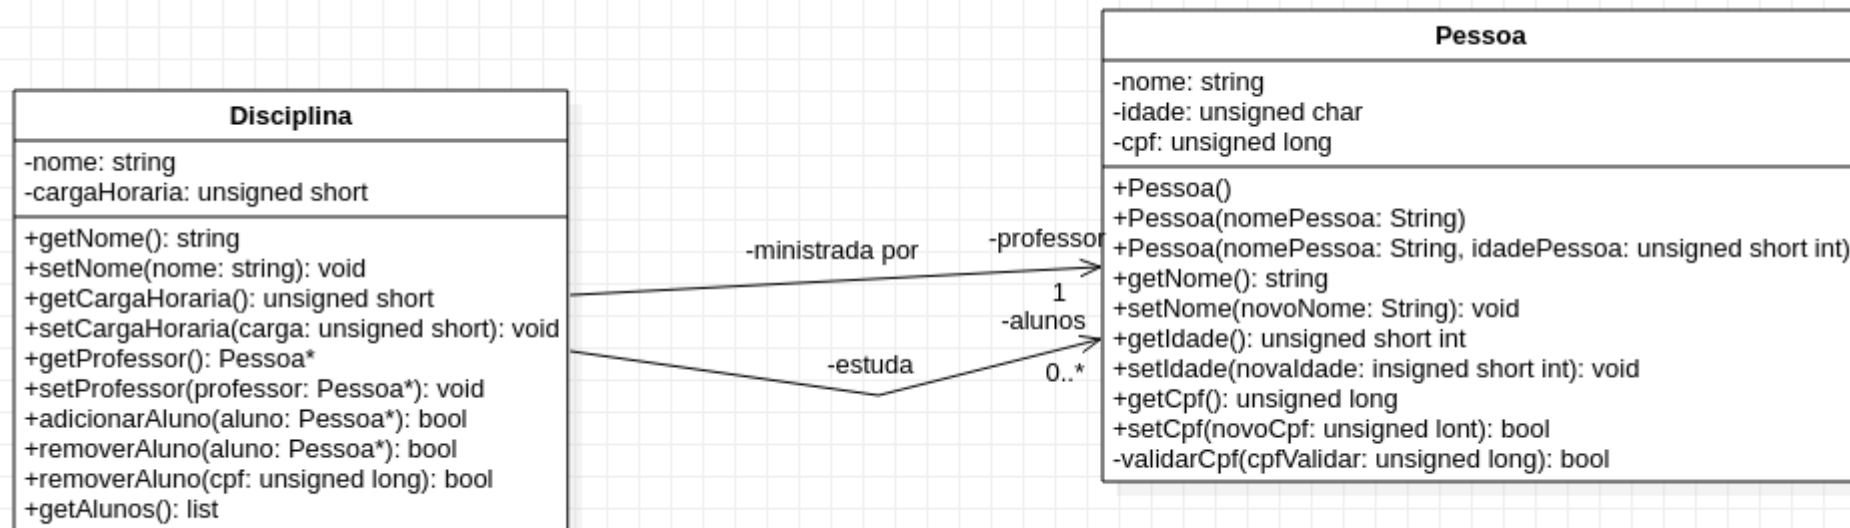 Disciplina
-nome: string
-cargaHoraria: unsigned short
+getNome(): string
+setNome(nome: string): void
+getCargaHoraria(): unsigned short
+setCargaHoraria(carga: unsigned short): void
+getProfessor(): Pessoa*
+setProfessor(professor: Pessoa*): void
+adicionarAluno(aluno: Pessoa*): bool
+removerAluno(aluno: Pessoa*): bool
+removerAluno(cpf: unsigned long): bool
+getAlunos(): list
-ministrada por
-professor
1
-alunos
-estuda
0..*
Pessoa
-nome: string
-idade: unsigned char
-cpf: unsigned long
+Pessoa()
+Pessoa(nomePessoa: String)
+Pessoa(nomePessoa: String, idadePessoa: unsigned short int)
+getNome(): string
+setNome(novoNome: String): void
+getIdade(): unsigned short int
+setIdade(novaIdade: insigned short int): void
+getCpf(): unsigned long
+setCpf(novoCpf: unsigned lont): bool
-validarCpf(cpfValidar: unsigned long): bool